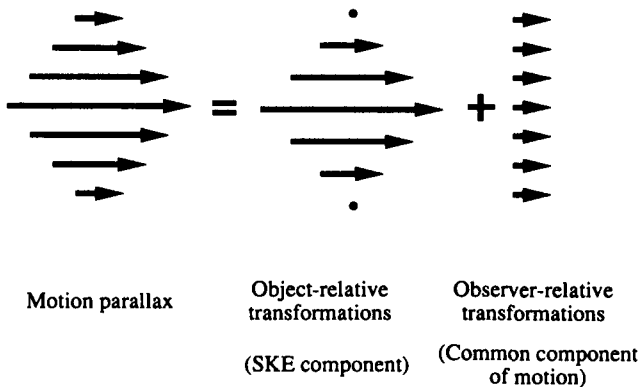 =
+
Motion parallax
Object-relative
transformations
(SKE component)
Observer-relative
transformations
(Common component
of motion)